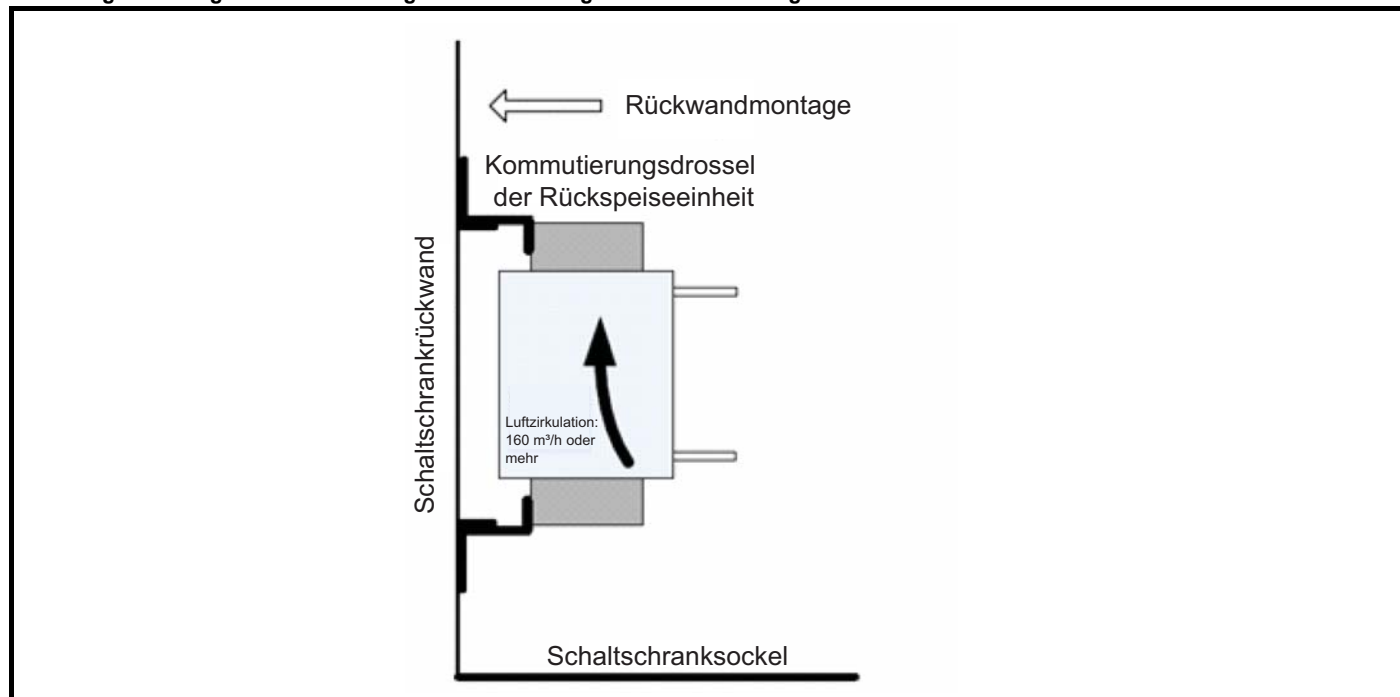 Rückwandmontage
Kommutierungsdrossel
der Rückspeiseeinheit
Schaltschrankrückwand
Luftzirkulation:
160 m³/h oder
mehr
Schaltschranksockel